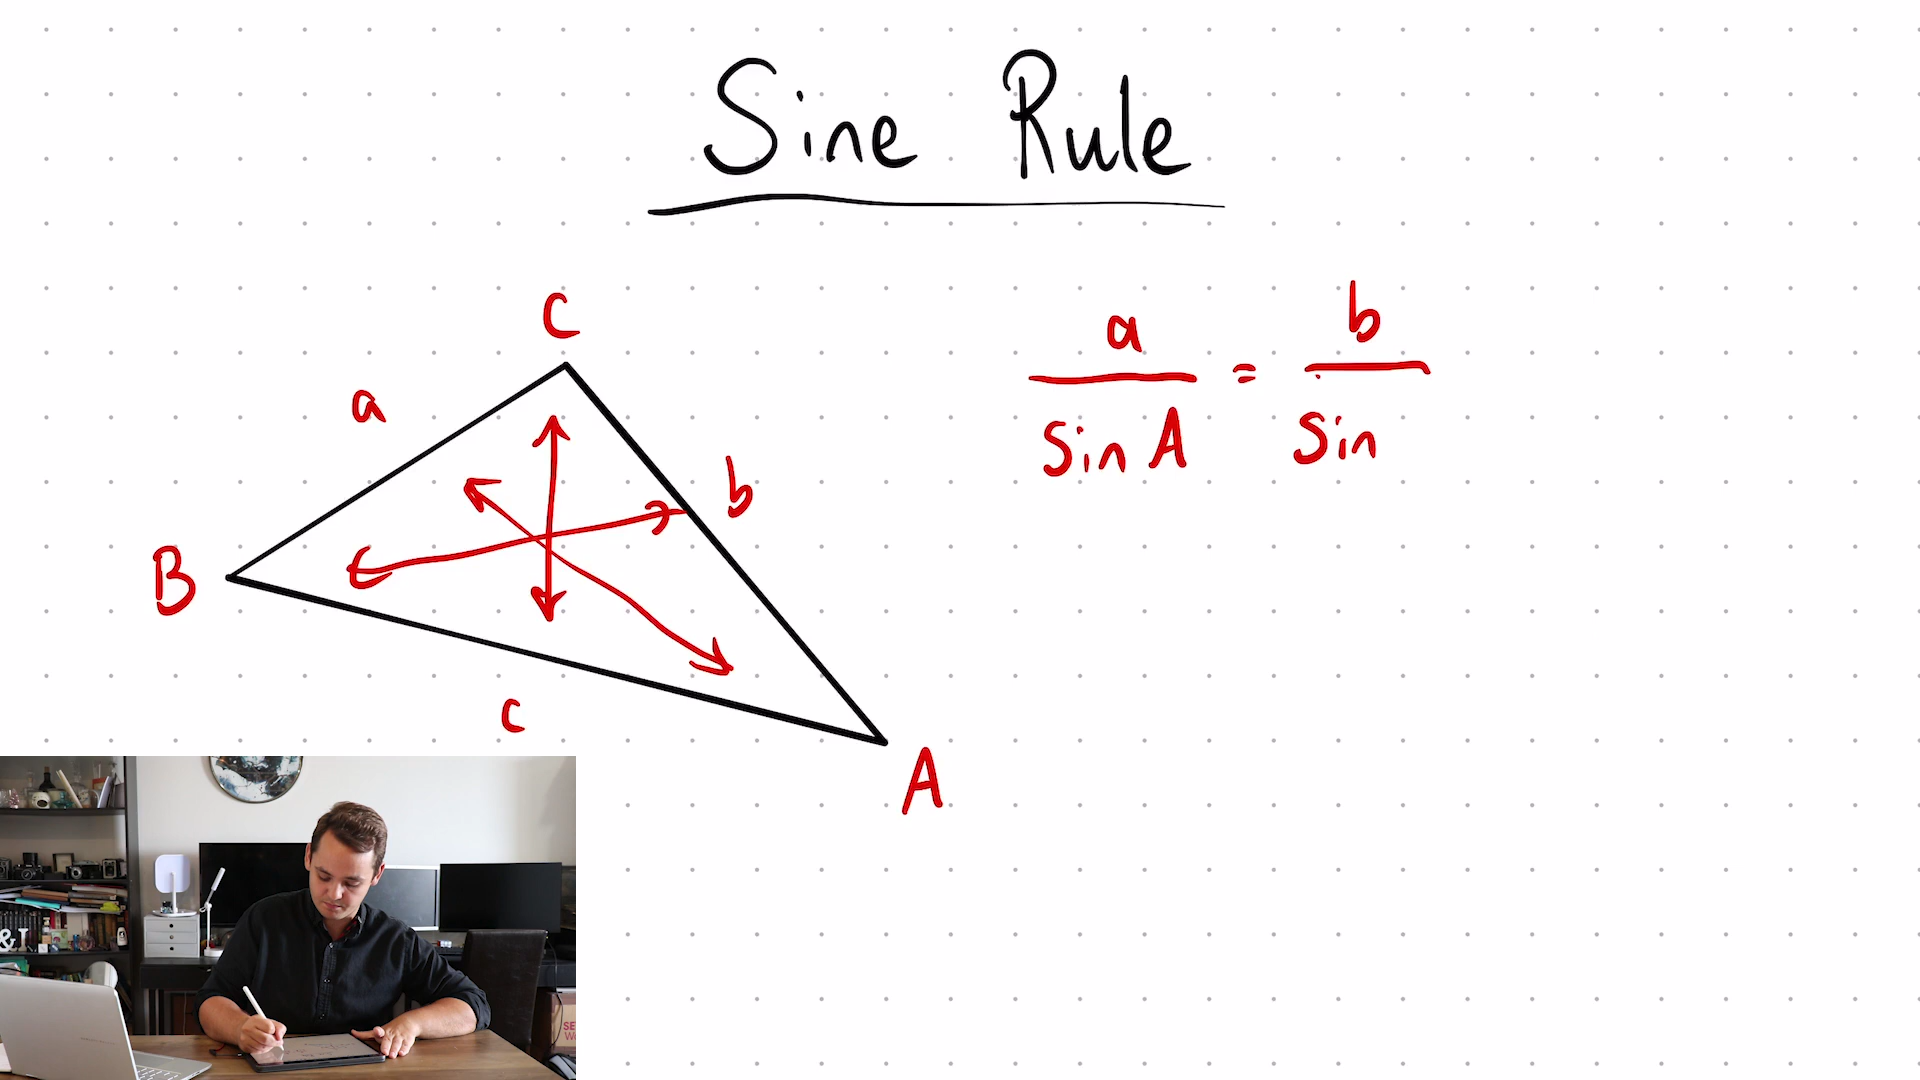 Sine Rule
C
a
b
B
c
A
a/sin A = b/sin
&